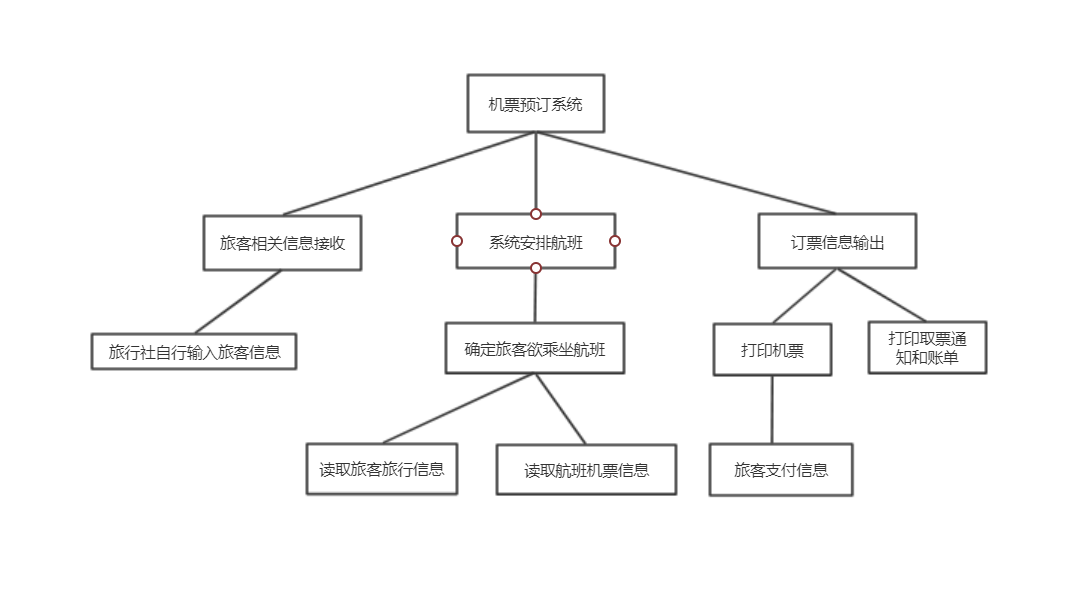 机票预订系统
旅客相关信息接收
系统安排航班
订票信息输出
旅行社自行输入旅客信息
确定旅客欲乘坐航班
打印机票
打印取票通
知和账单
读取旅客旅行信息
读取航班机票信息
旅客支付信息